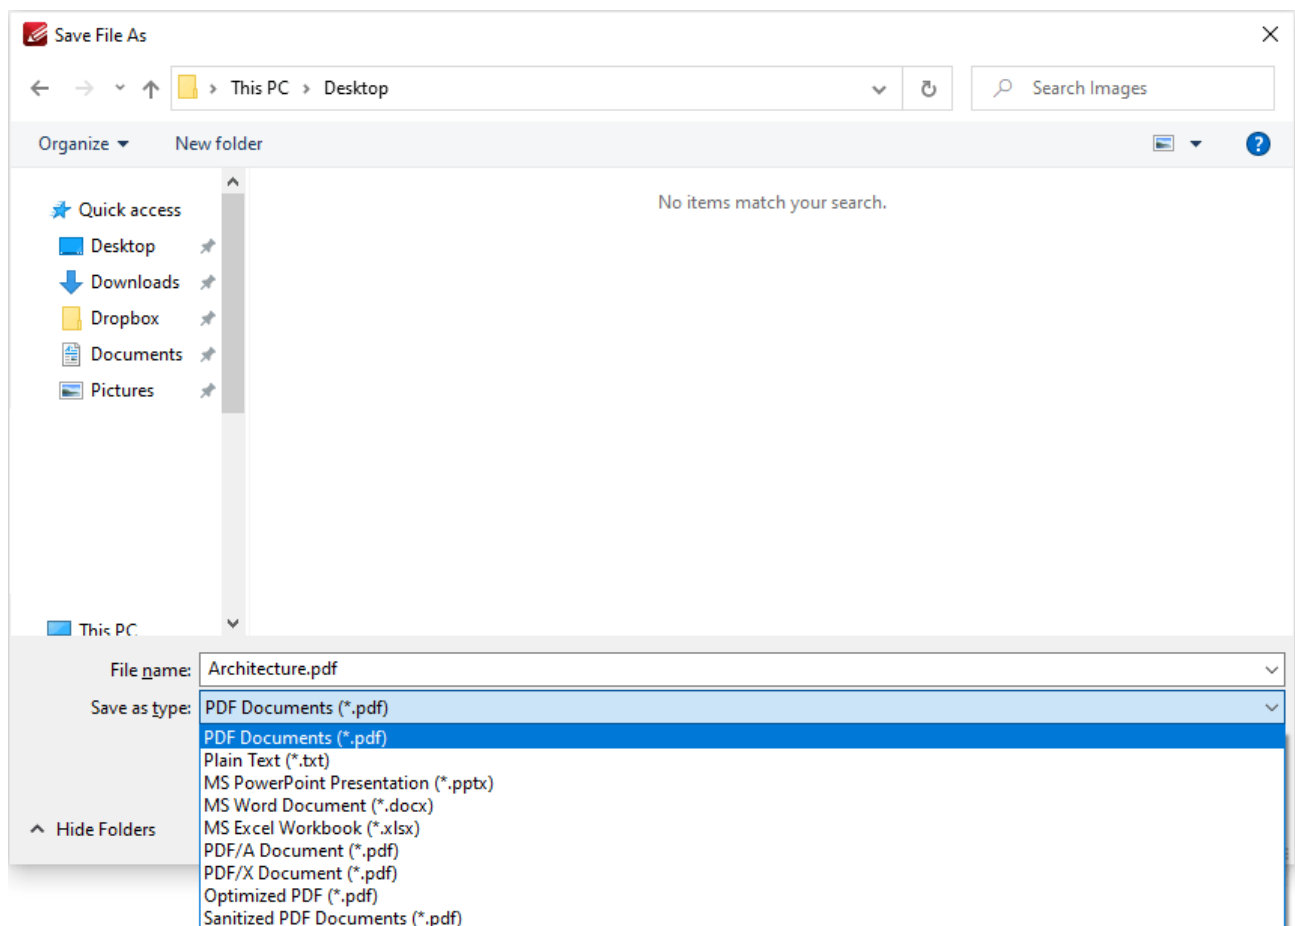 Save File As
This PC > Desktop
Search Images
Organize
New folder
?
No items match your search.
Quick access
Desktop
Downloads
Dropbox
Documents
Pictures
This PC
File name: Architecture.pdf
Save as type: PDF Documents (*.pdf)
PDF Documents (*.pdf)
Plain Text (*.txt)
MS PowerPoint Presentation (*.pptx)
MS Word Document (*.docx)
MS Excel Workbook (*.xlsx)
PDF/A Document (*.pdf)
PDF/X Document (*.pdf)
Optimized PDF (*.pdf)
Sanitized PDF Documents (*.pdf)
Hide Folders